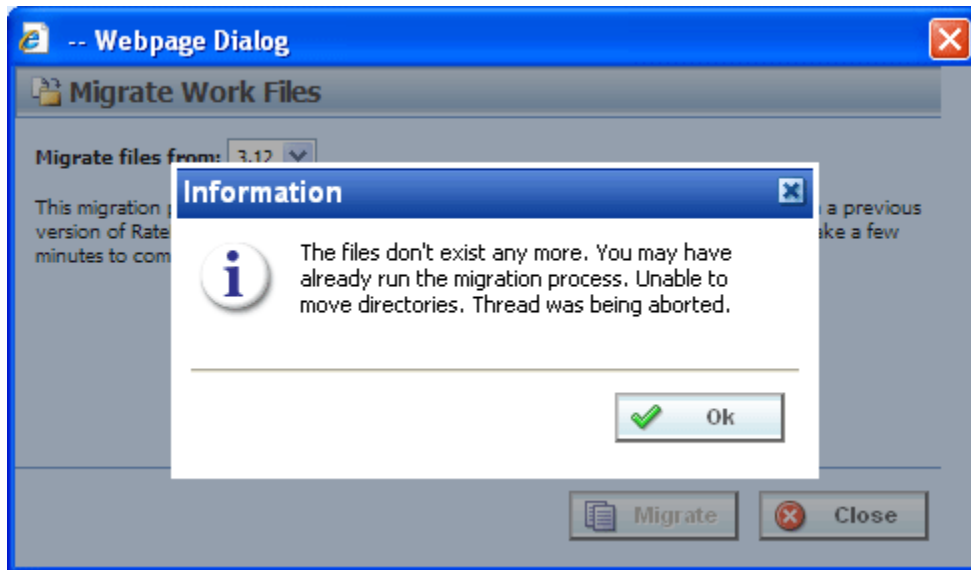 -- Webpage Dialog
Migrate Work Files
Migrate files from: 3.12
This migration
a previous
version of Rate
ake a few
minutes to com
Information
The files don't exist any more. You may have
already run the migration process. Unable to
move directories. Thread was being aborted.
Ok
Migrate
Close